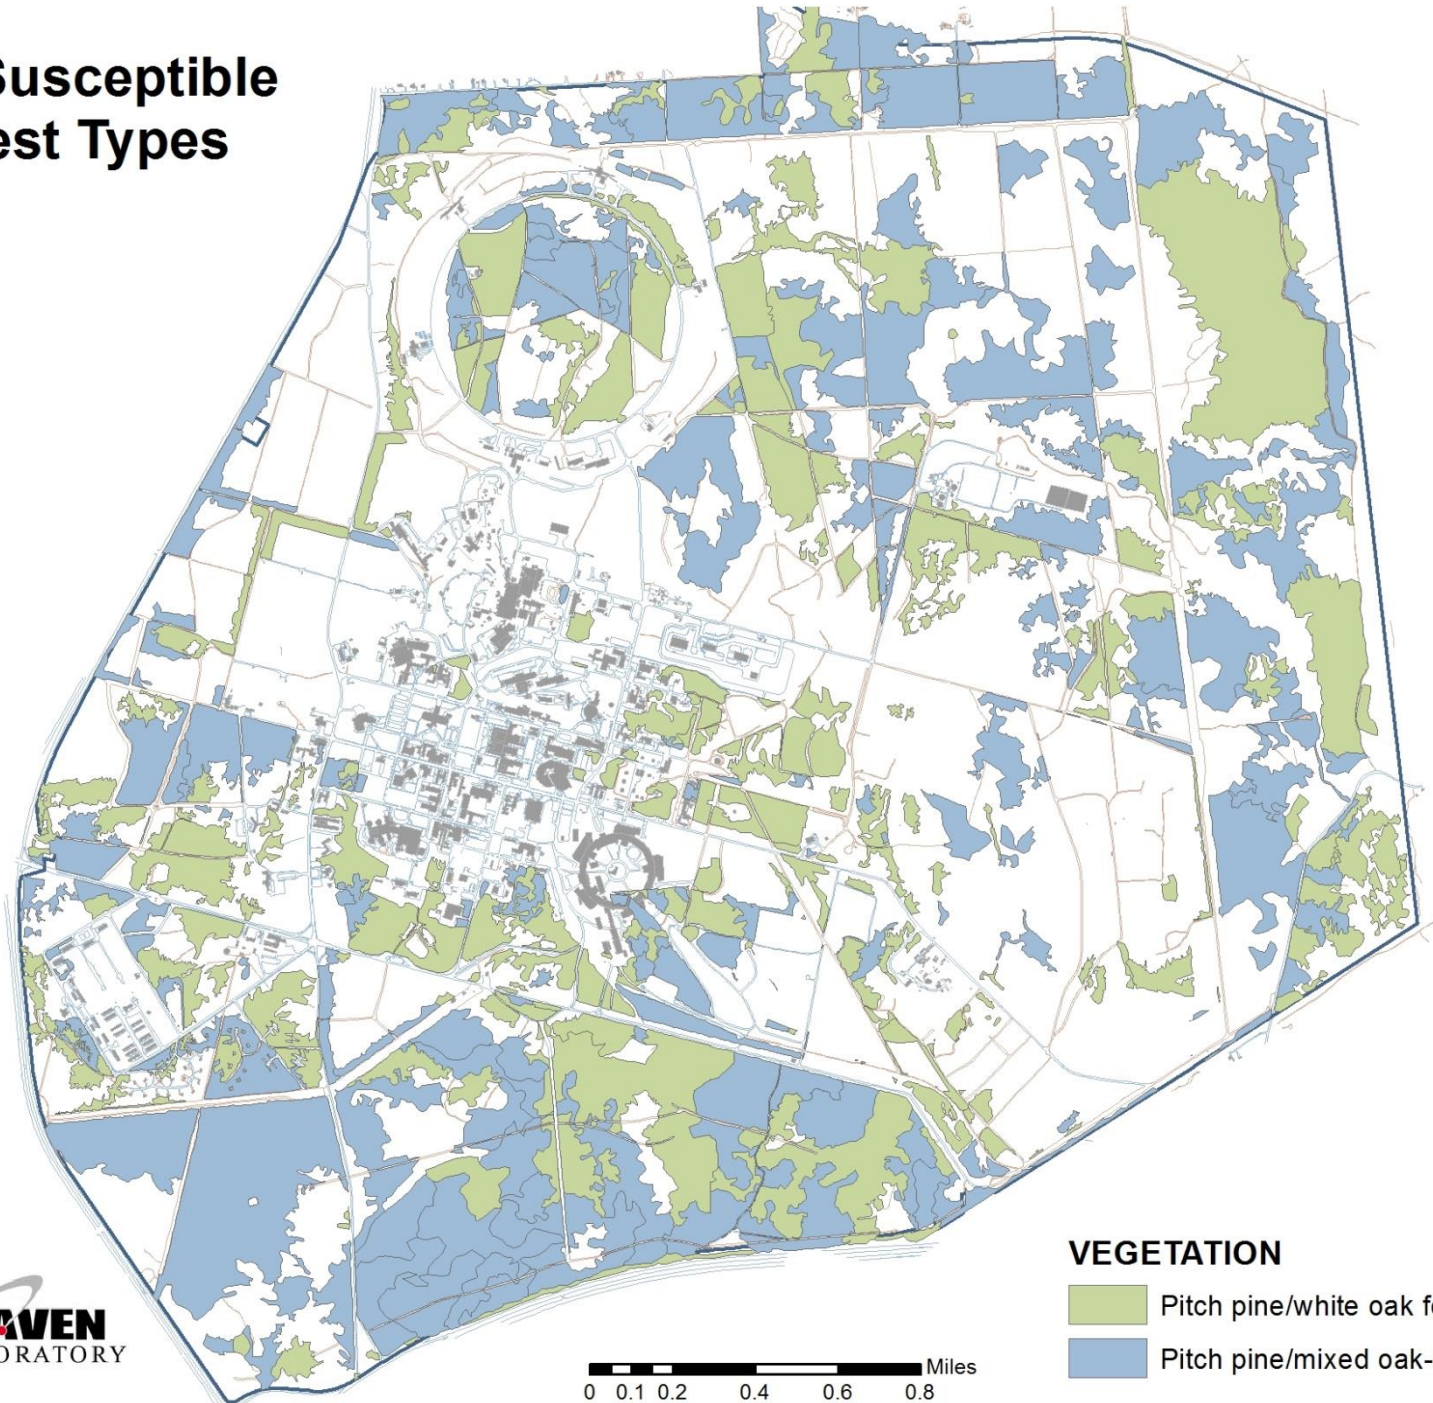 Susceptible
est Types
AVEN
ORATORY
VEGETATION
Pitch pine/white oak fo
Pitch pine/mixed oak-
Miles
0 0.1 0.2 0.4 0.6 0.8